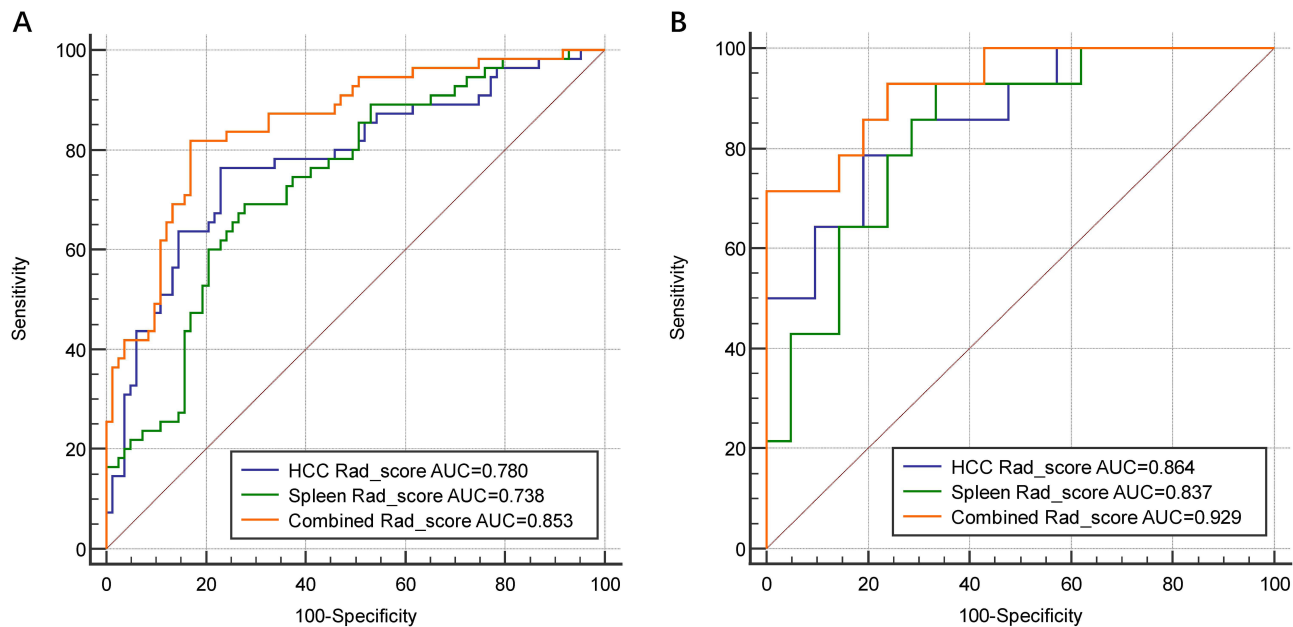 A
Sensitivity
100
80
60
40
20
0
HCC Rad_score AUC=0.780
Spleen Rad_score AUC=0.738
Combined Rad_score AUC=0.853
0 20 40 60 80 100
100-Specificity
B
Sensitivity
100
80
60
40
20
0
HCC Rad_score AUC=0.864
Spleen Rad_score AUC=0.837
Combined Rad_score AUC=0.929
0 20 40 60 80 100
100-Specificity